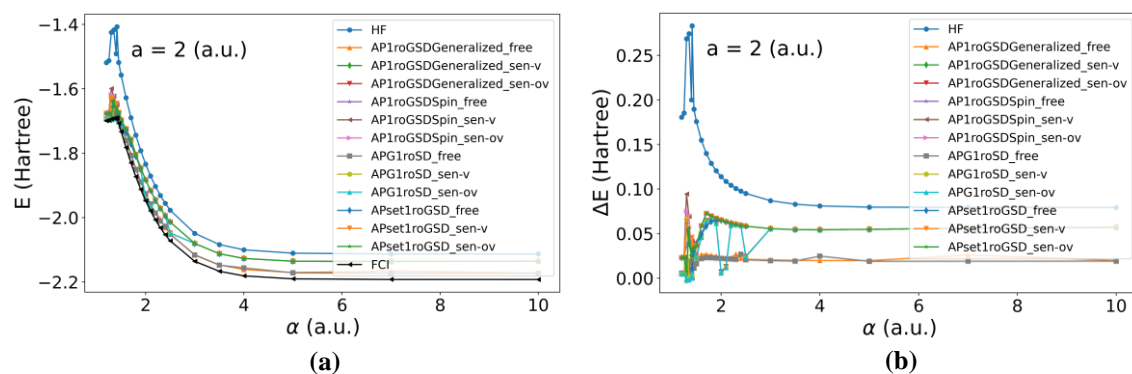 −1.4
−1.6
−1.8
−2.0
−2.2
E (Hartree)
a = 2 (a.u.)
HF
AP1roGSDGeneralized_free
AP1roGSDGeneralized_sen-v
AP1roGSDGeneralized_sen-ov
AP1roGSDSpin_free
AP1roGSDSpin_sen-v
AP1roGSDSpin_sen-ov
APG1roSD_free
APG1roSD_sen-v
APG1roSD_sen-ov
APset1roGSD_free
APset1roGSD_sen-v
APset1roGSD_sen-ov
FCI
2 4 6 8 10
α (a.u.)
(a)
0.25
0.20
0.15
0.10
0.05
0.00
ΔE (Hartree)
a = 2 (a.u.)
HF
AP1roGSDGeneralized_free
AP1roGSDGeneralized_sen-v
AP1roGSDGeneralized_sen-ov
AP1roGSDSpin_free
AP1roGSDSpin_sen-v
AP1roGSDSpin_sen-ov
APG1roSD_free
APG1roSD_sen-v
APG1roSD_sen-ov
APset1roGSD_free
APset1roGSD_sen-v
APset1roGSD_sen-ov
2 4 6 8 10
α (a.u.)
(b)